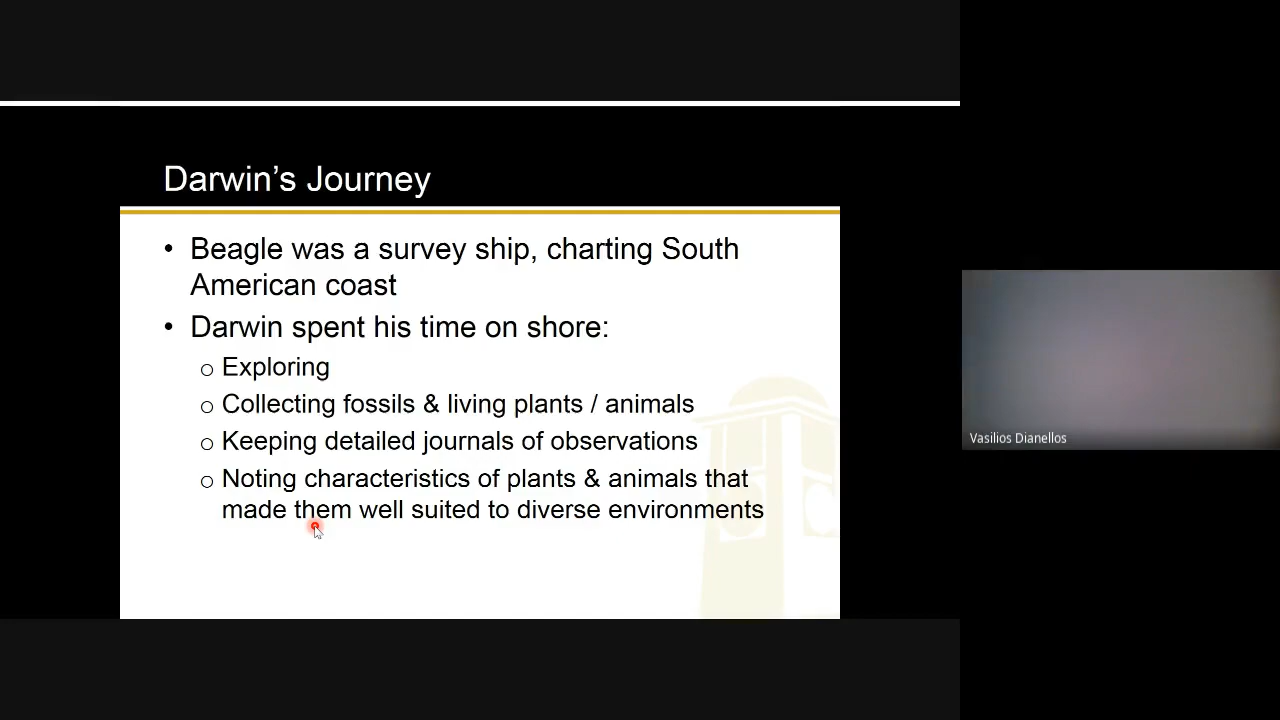 Darwin’s Journey
• Beagle was a survey ship, charting South
American coast
• Darwin spent his time on shore:
o Exploring
o Collecting fossils & living plants / animals
o Keeping detailed journals of observations
o Noting characteristics of plants & animals that
made them well suited to diverse environments
Vasilios Dianellos